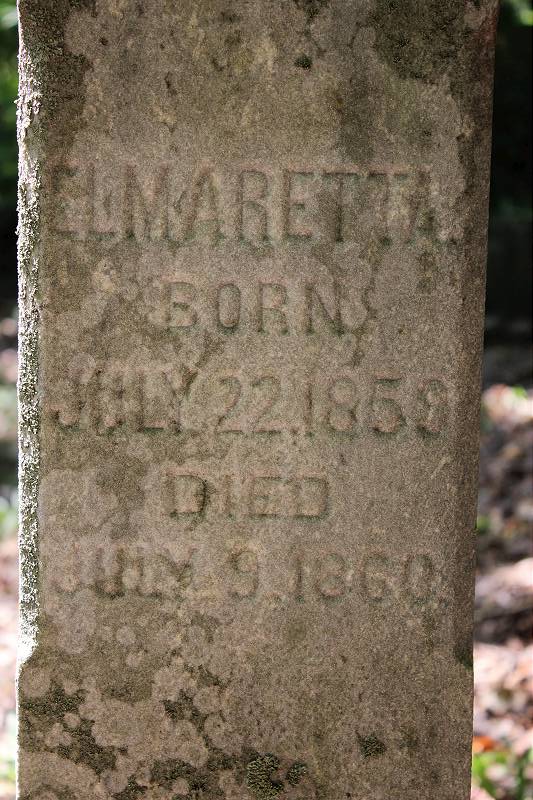 ELMARETTA.
BORN
JULY 22, 1859
DIED
JULY 9, 1860.